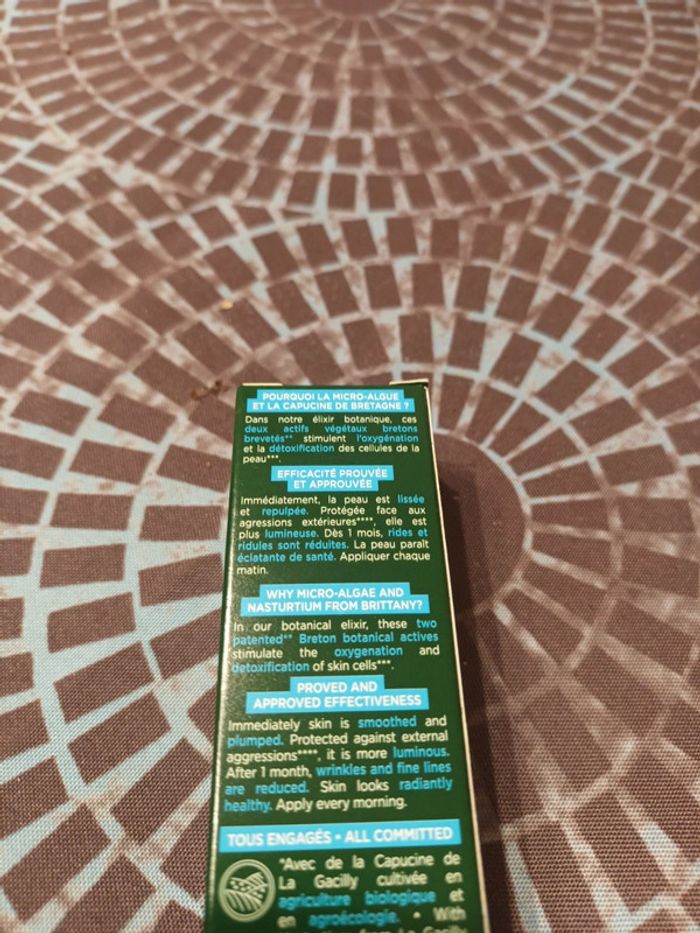 POURQUOI LA MICRO-ALGUE
ET LA CAPUCINE DE BRETAGNE ?
Dans notre élixir botanique, ces
deux actifs végétaux bretons
brevetés** stimulent l'oxygénation
et la détoxification des cellules de la
peau***.
EFFICACITÉ PROUVÉE
ET APPROUVÉE
Immédiatement, la peau est lissée
et repulpée. Protégée face aux
agressions extérieures****, elle est
plus lumineuse. Dès 1 mois, rides et
ridules sont réduites. La peau paraît
éclatante de santé. Appliquer chaque
matin.
WHY MICRO-ALGAE AND
NASTURTIUM FROM BRITTANY?
In our botanical elixir, these two
patented** Breton botanical actives
stimulate the oxygenation and
detoxification of skin cells***.
PROVED AND
APPROVED EFFECTIVENESS
Immediately skin is smoothed and
plumped. Protected against external
aggressions****, it is more luminous.
After 1 month, wrinkles and fine lines
are reduced. Skin looks radiantly
healthy. Apply every morning.
TOUS ENGAGÉS • ALL COMMITTED
*Avec de la Capucine de
La Gacilly cultivée en
agriculture biologique et
en agroécologie. • With